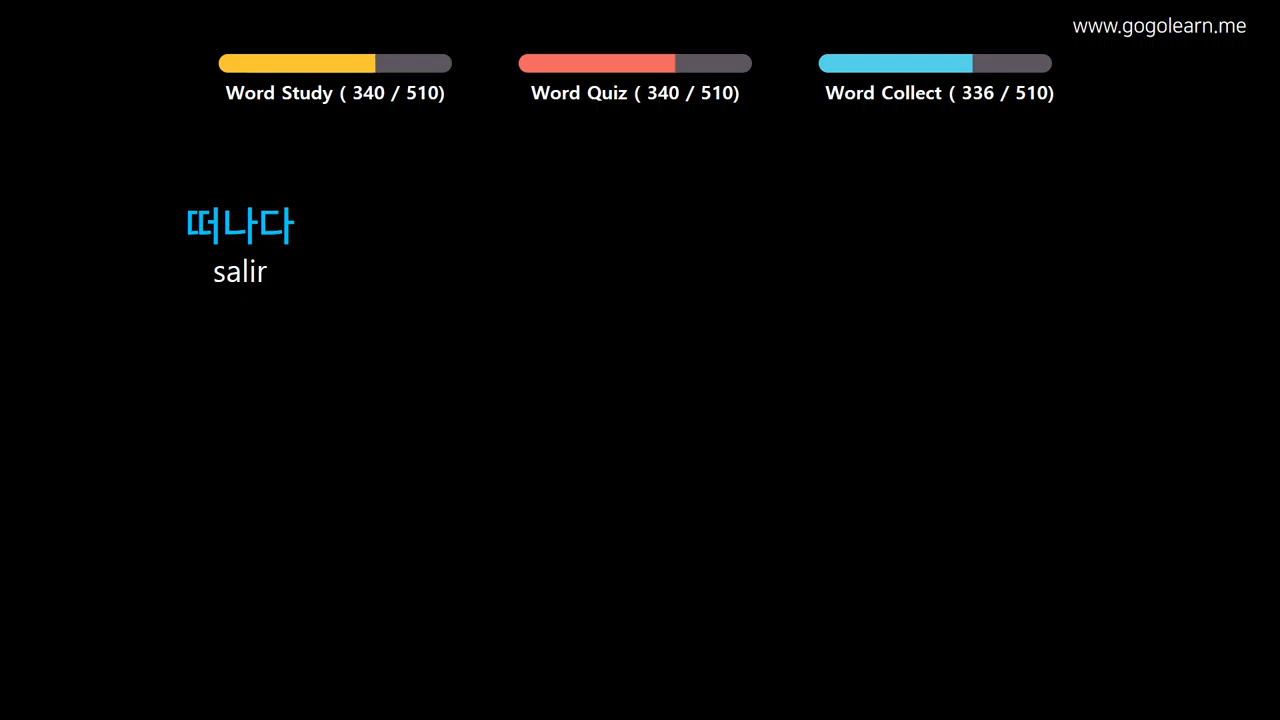 www.gogolearn.me
Word Study ( 340 / 510)
Word Quiz ( 340 / 510)
Word Collect ( 336 / 510)
떠나다
salir